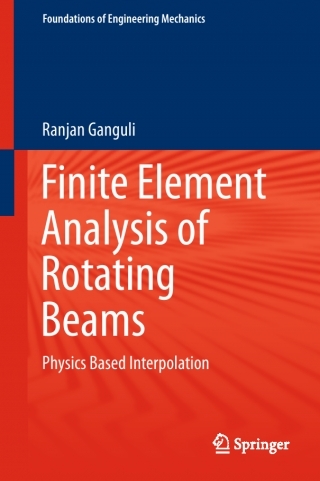 Foundations of Engineering Mechanics
Ranjan Ganguli
Finite Element
Analysis of
Rotating
Beams
Physics Based Interpolation
Springer